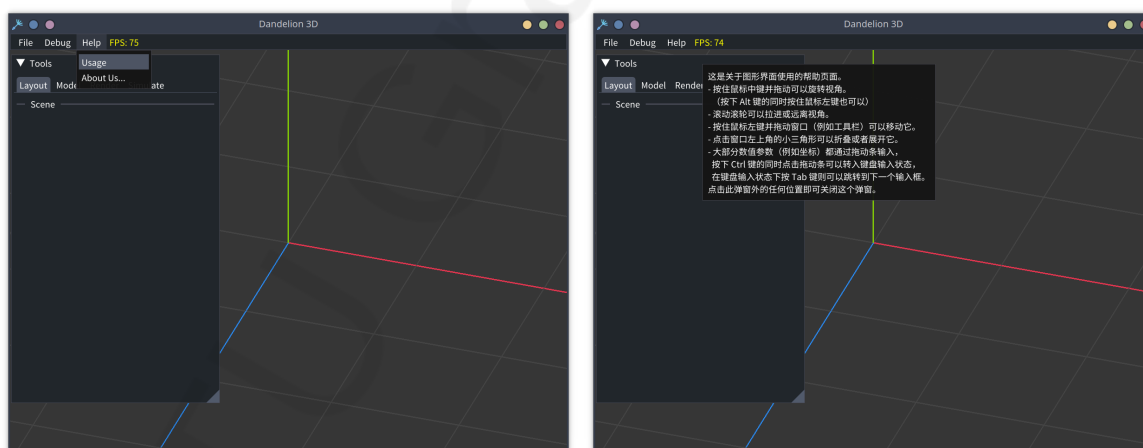 Dandelion 3D
File Debug Help FPS: 75
Usage
About Us...
Tools
Layout
Scene
Dandelion 3D
File Debug Help FPS: 74
Tools
Layout Model Render
Scene
这是关于图形界面使用的帮助页面。
- 按住鼠标中键并拖动可以旋转视角。
（按下 Alt 键的同时按住鼠标左键也可以）
- 滚动滚轮可以拉进或远离视角。
- 按住鼠标左键并拖动窗口（例如工具栏）可以移动它。
- 点击窗口左上角的小三角形可以折叠或者展开它。
- 大部分数值参数（例如坐标）都通过拖动条输入，
按下 Ctrl 键的同时点击拖动条可以转入键盘输入状态，
在键盘输入状态下按 Tab 键则可以跳转到下一个输入框。
点击此弹窗外的任何位置即可关闭这个弹窗。